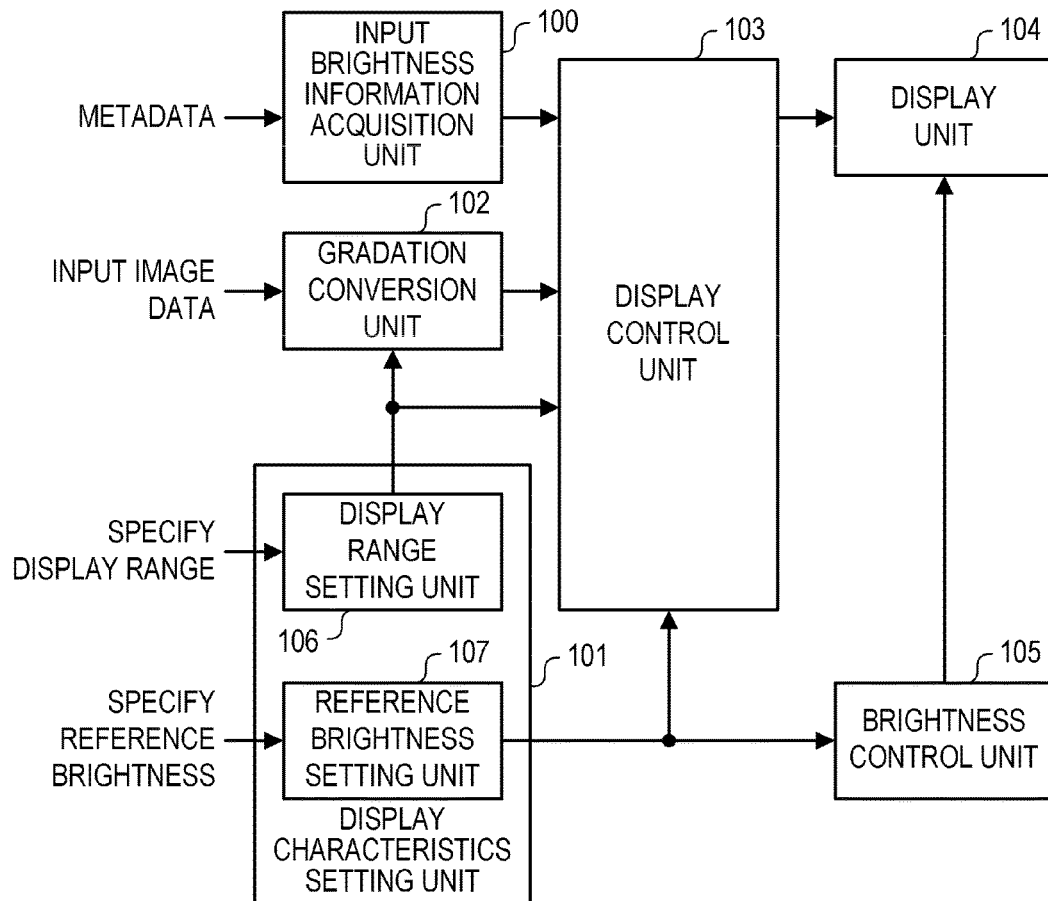 100
INPUT
BRIGHTNESS
INFORMATION
ACQUISITION
UNIT
METADATA
103
104
DISPLAY
UNIT
102
GRADATION
CONVERSION
UNIT
INPUT IMAGE
DATA
DISPLAY
CONTROL
UNIT
SPECIFY
DISPLAY RANGE
DISPLAY
RANGE
SETTING UNIT
106
107
101
105
SPECIFY
REFERENCE
BRIGHTNESS
REFERENCE
BRIGHTNESS
SETTING UNIT
BRIGHTNESS
CONTROL UNIT
DISPLAY
CHARACTERISTICS
SETTING UNIT